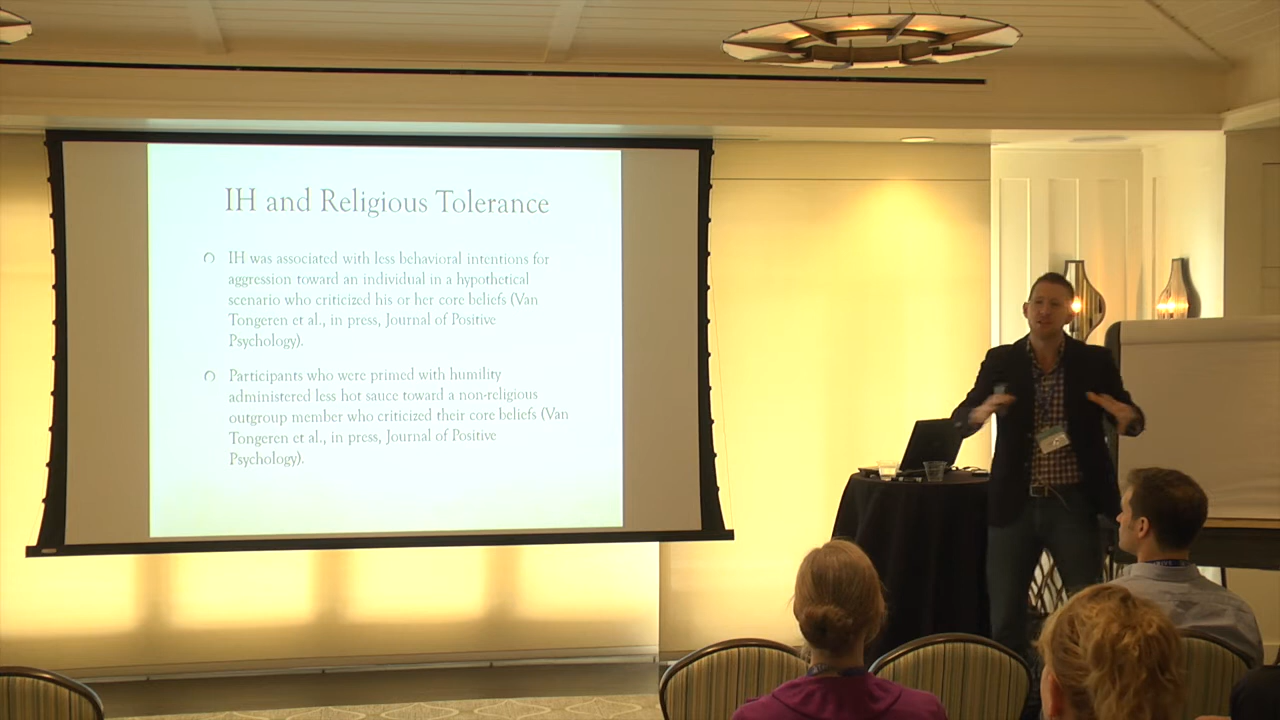 IH and Religious Tolerance
IH was associated with less behavioral intentions for
aggression toward an individual in a hypothetical
scenario who criticized his or her core beliefs (Van
Tongeren et al., in press, Journal of Positive
Psychology).
Participants who were primed with humility
administered less hot sauce toward a non-religious
outgroup member who criticized their core beliefs (Van
Tongeren et al., in press, Journal of Positive
Psychology).